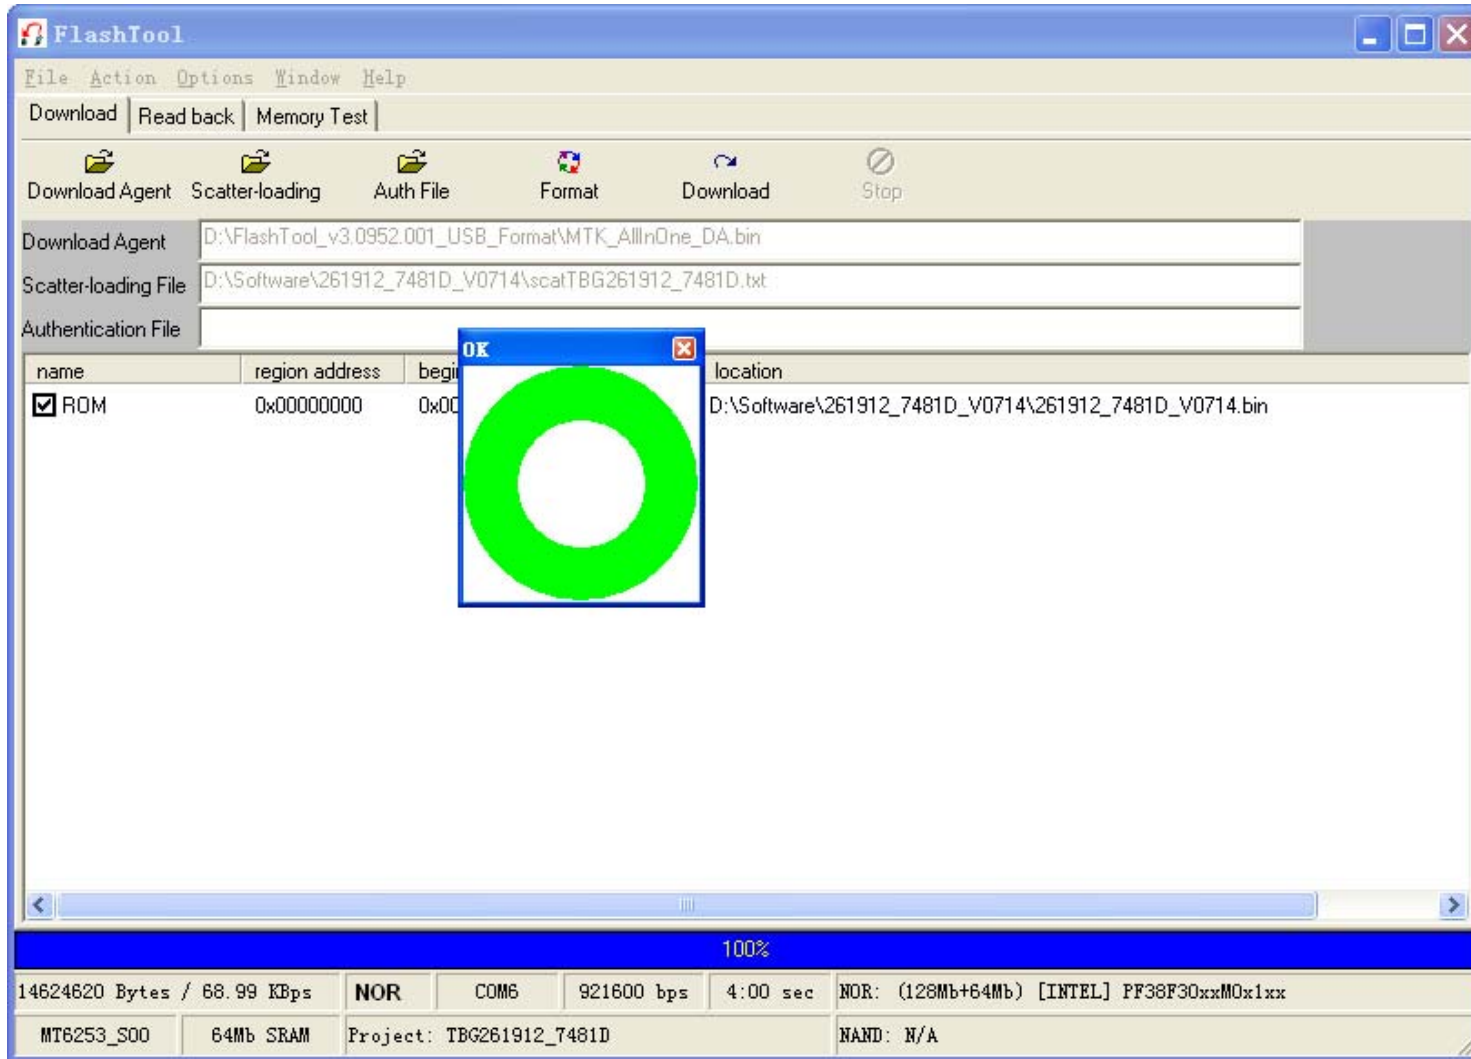 FlashTool
File Action Options Window Help
Download Read back Memory Test
Download Agent Scatter-loading Auth File Format Download Stop
Download Agent D:\FlashTool_v3.0952.001_USB_Format\MTK_AllInOne_DA.bin
Scatter-loading File D:\Software\261912_7481D_V0714\scatTBG261912_7481D.txt
Authentication File
OK
name region address location
ROM 0x00000000 D:\Software\261912_7481D_V0714\261912_7481D_V0714.bin
100%
14624620 Bytes / 68.99 KBps NOR COM6 921600 bps 4:00 sec NOR: (128Mb+64Mb) [INTEL] PF38F30xxM0x1xx
MT6253_S00 64Mb SRAM Project: TBG261912_7481D NAND: N/A